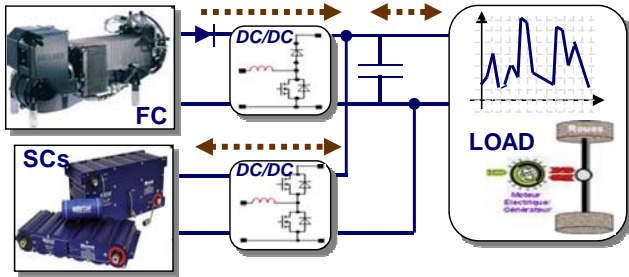 DC/DC
FC
SCs
DC/DC
LOAD
Roues
Moteur
Electrique
Générateur